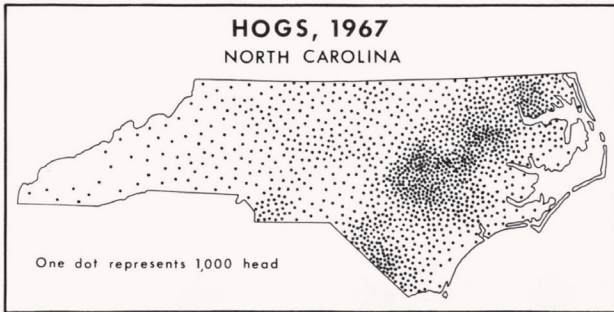 HOGS, 1967
NORTH CAROLINA
One dot represents 1,000 head